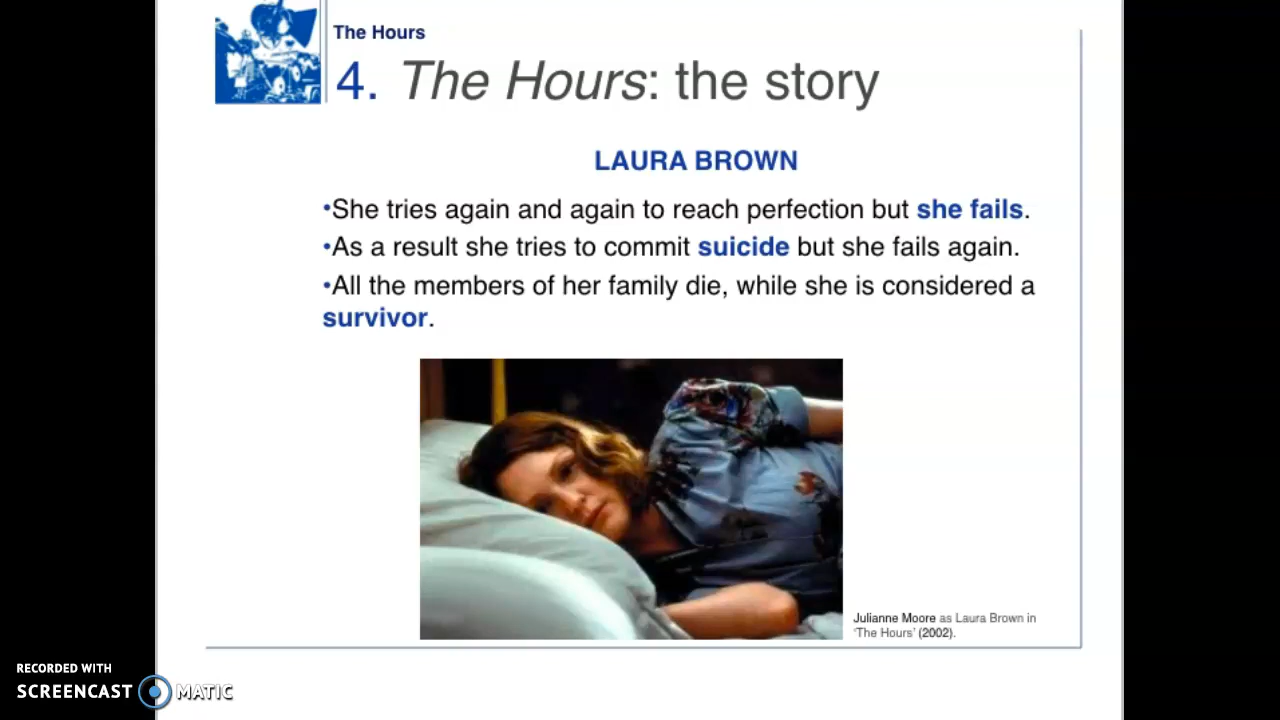 The Hours
4. The Hours: the story
LAURA BROWN
•She tries again and again to reach perfection but she fails.
•As a result she tries to commit suicide but she fails again.
•All the members of her family die, while she is considered a
survivor.
Julianne Moore as Laura Brown in
‘The Hours’ (2002).
RECORDED WITH
SCREENCAST MATIC